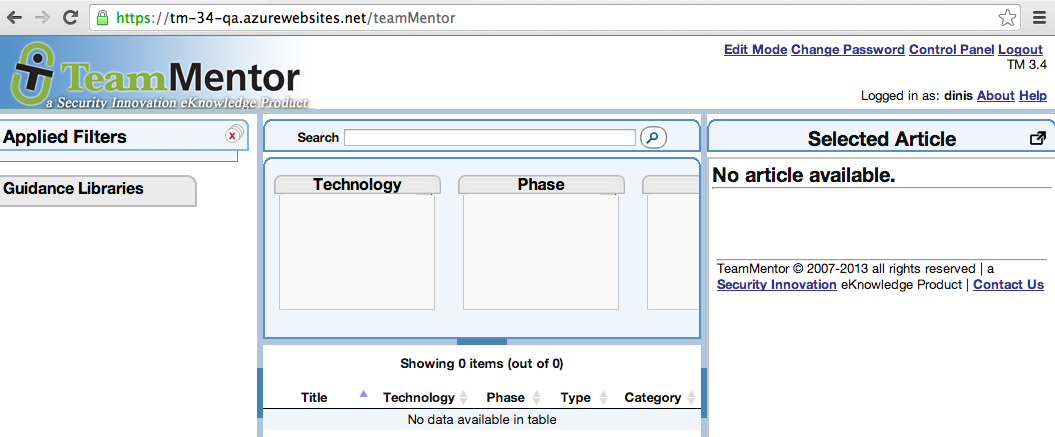 https://tm-34-qa.azurewebsites.net/teamMentor
TeamMentor
a Security Innovation eKnowledge Product
Edit Mode Change Password Control Panel Logout
TM 3.4
Logged in as: dinis About Help
Applied Filters
x
Guidance Libraries
Search
Technology Phase
Showing 0 items (out of 0)
Title Technology Phase Type Category
No data available in table
Selected Article
No article available.
TeamMentor © 2007-2013 all rights reserved | a
Security Innovation eKnowledge Product | Contact Us